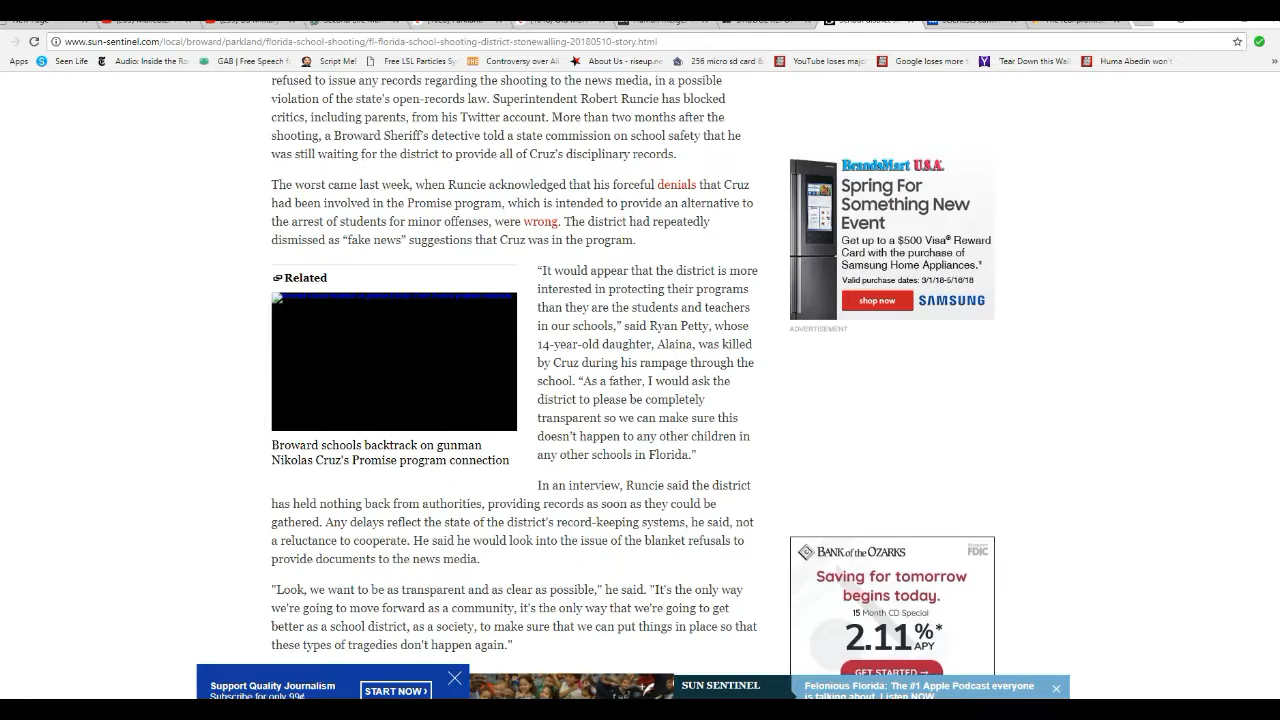 www.sun-sentinel.com/local/broward/parkland/florida-school-shooting/fl-florida-school-shooting-district-stonewalling-20180510-story.html
Apps Seen Life Audio: Inside the Ro GAB | Free Speech fo Script Me! Free LSL Particles Sy Controversy over Ali About Us - riseup.ne 256 micro sd card & YouTube loses major Google loses more t Tear Down This Wall Huma Abedin won't »
refused to issue any records regarding the shooting to the news media, in a possible
violation of the state's open-records law. Superintendent Robert Runcie has blocked
critics, including parents, from his Twitter account. More than two months after the
shooting, a Broward Sheriff's detective told a state commission on school safety that he
was still waiting for the district to provide all of Cruz's disciplinary records.
The worst came last week, when Runcie acknowledged that his forceful denials that Cruz
had been involved in the Promise program, which is intended to provide an alternative to
the arrest of students for minor offenses, were wrong. The district had repeatedly
dismissed as “fake news” suggestions that Cruz was in the program.
Related
Broward schools backtrack on gunman
Nikolas Cruz's Promise program connection
“It would appear that the district is more
interested in protecting their programs
than they are the students and teachers
in our schools,” said Ryan Petty, whose
14-year-old daughter, Alaina, was killed
by Cruz during his rampage through the
school. “As a father, I would ask the
district to please be completely
transparent so we can make sure this
doesn't happen to any other children in
any other schools in Florida.”
In an interview, Runcie said the district
has held nothing back from authorities, providing records as soon as they could be
gathered. Any delays reflect the state of the district's record-keeping systems, he said, not
a reluctance to cooperate. He said he would look into the issue of the blanket refusals to
provide documents to the news media.
"Look, we want to be as transparent and as clear as possible," he said. "It's the only way
we're going to move forward as a community, it's the only way that we're going to get
better as a school district, as a society, to make sure that we can put things in place so that
these types of tragedies don't happen again."
BrandsMart U.S.A.
Spring For
Something New
Event
Get up to a $500 Visa® Reward
Card with the purchase of
Samsung Home Appliances.*
Valid purchase dates: 3/1/18-5/16/18
shop now SAMSUNG
ADVERTISEMENT
BANK of the OZARKS FDIC
Saving for tomorrow
begins today.
15 Month CD Special
2.11%* APY
GET STARTED →
Support Quality Journalism
Subscribe for only 99¢
START NOW ›
SUN SENTINEL
Felonious Florida: The #1 Apple Podcast everyone
is talking about. Listen NOW